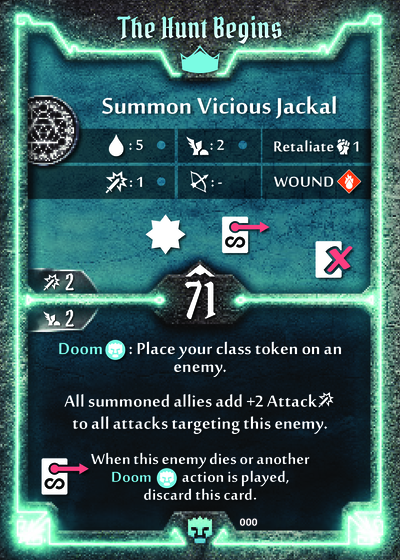 The Hunt Begins
Summon Vicious Jackal
: 5 : 2 Retaliate 1
: 1 : - WOUND
2
71
2
Doom : Place your class token on an
enemy.
All summoned allies add +2 Attack
to all attacks targeting this enemy.
When this enemy dies or another
Doom action is played,
discard this card.
000